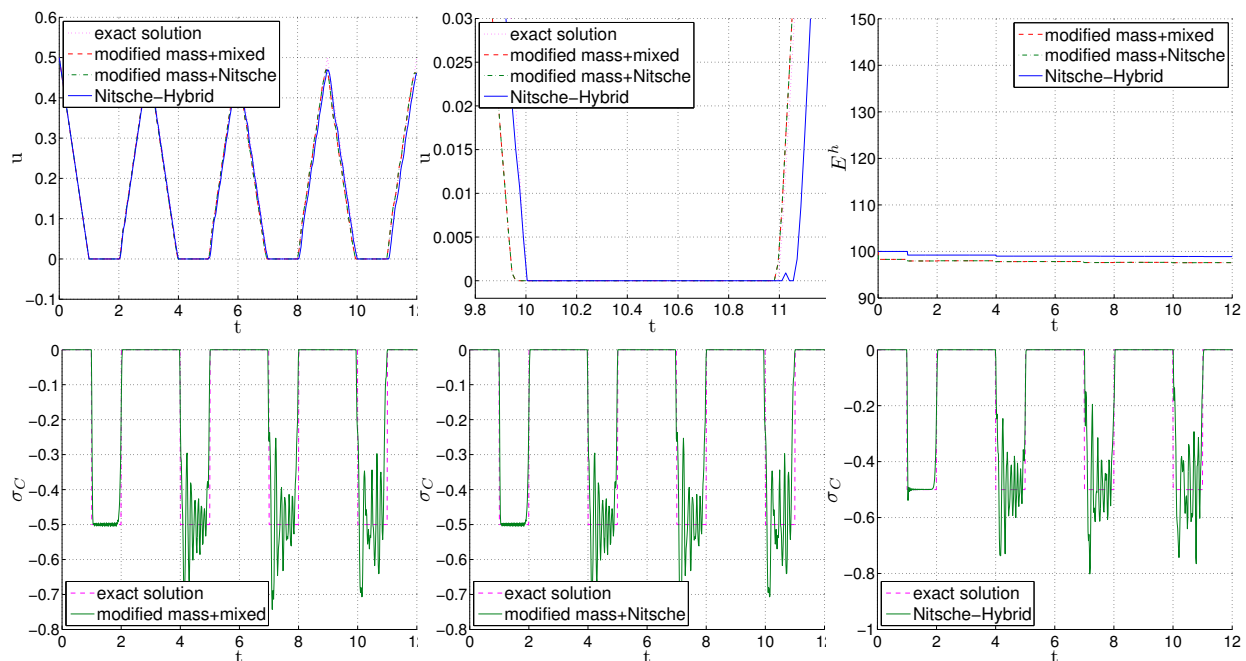 u
0.6
0.5
0.4
0.3
0.2
0.1
0
-0.1
exact solution
modified mass+mixed
modified mass+Nitsche
Nitsche-Hybrid
0 2 4 6 8 10 12
t
u
0.03
0.025
0.02
0.015
0.01
0.005
0
exact solution
modified mass+mixed
modified mass+Nitsche
Nitsche-Hybrid
9.8 10 10.2 10.4 10.6 10.8 11
t
E^h
150
140
130
120
110
100
90
modified mass+mixed
modified mass+Nitsche
Nitsche-Hybrid
0 2 4 6 8 10 12
t
σ_C
0
-0.1
-0.2
-0.3
-0.4
-0.5
-0.6
-0.7
-0.8
exact solution
modified mass+mixed
0 2 4 6 8 10 12
t
σ_C
0
-0.1
-0.2
-0.3
-0.4
-0.5
-0.6
-0.7
-0.8
exact solution
modified mass+Nitsche
0 2 4 6 8 10 12
t
σ_C
0
-0.2
-0.4
-0.6
-0.8
-1
exact solution
Nitsche-Hybrid
0 2 4 6 8 10 12
t